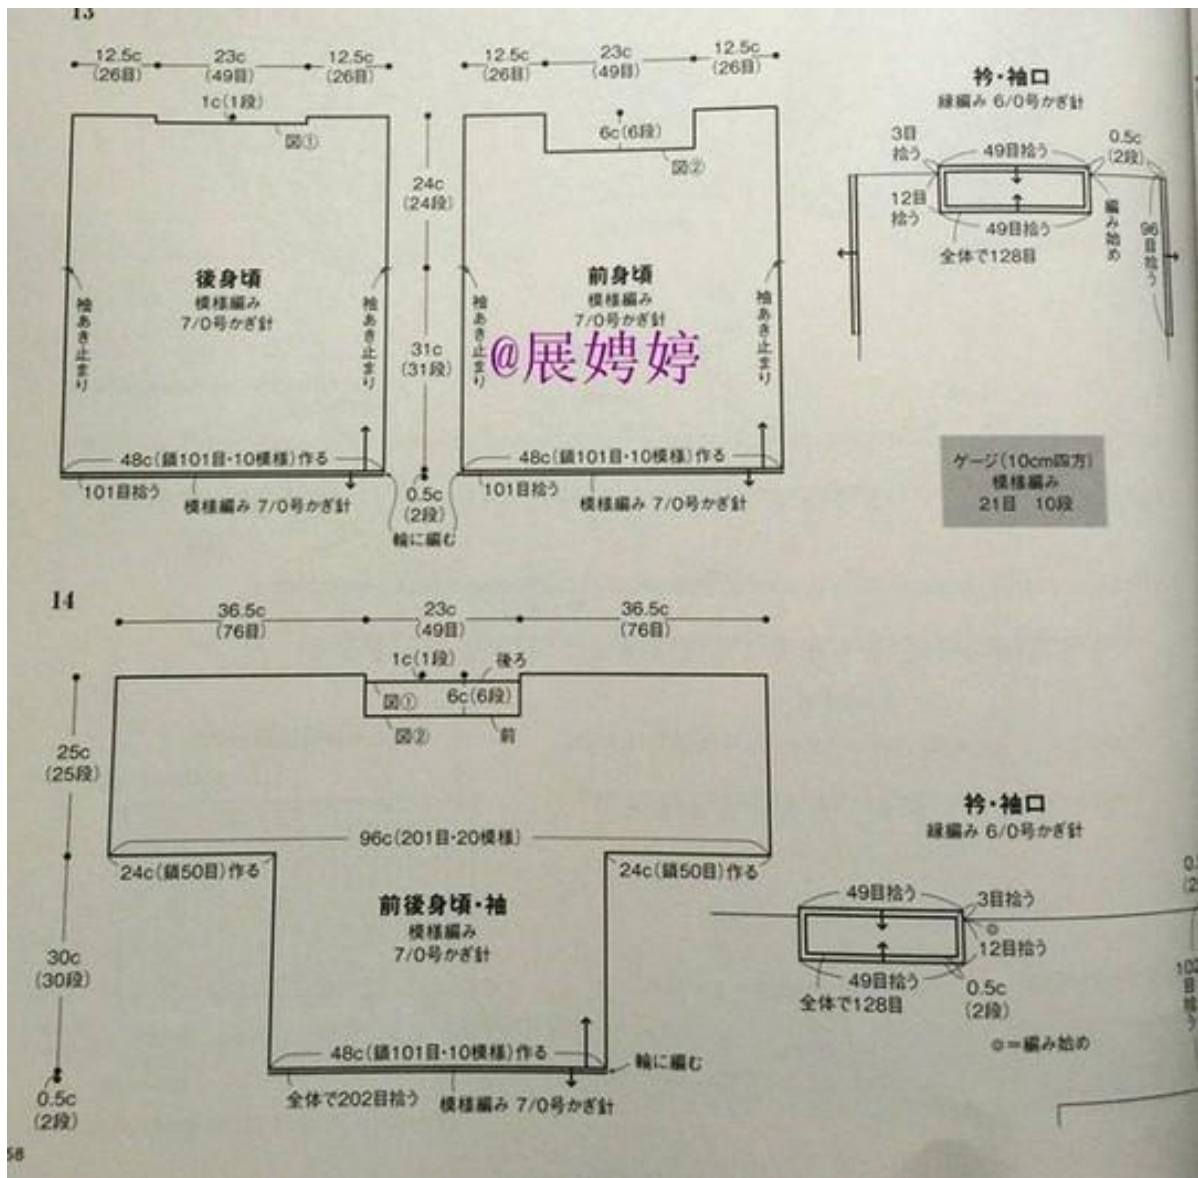 13
12.5c
(26目)
23c
(49目)
12.5c
(26目)
1c(1段)
図①
後身頃
模様編み
7/0号かぎ針
袖あき止まり
袖あき止まり
48c(鎖101目・10模様)作る
101目拾う
模様編み 7/0号かぎ針
24c
(24段)
31c
(31段)
0.5c
(2段)
輪に編む
12.5c
(26目)
23c
(49目)
12.5c
(26目)
6c(6段)
図②
前身頃
模様編み
7/0号かぎ針
袖あき止まり
袖あき止まり
@展娉婷
48c(鎖101目・10模様)作る
101目拾う
模様編み 7/0号かぎ針
衿・袖口
縁編み 6/0号かぎ針
3目
拾う
49目拾う
0.5c
(2段)
12目
拾う
49目拾う
全体で128目
編み始め
96目拾う
ゲージ(10cm四方)
模様編み
21目 10段
14
36.5c
(76目)
23c
(49目)
36.5c
(76目)
1c(1段)
後ろ
図①
6c(6段)
図②
前
25c
(25段)
96c(201目・20模様)
24c(鎖50目)作る
24c(鎖50目)作る
前後身頃・袖
模様編み
7/0号かぎ針
30c
(30段)
48c(鎖101目・10模様)作る
輪に編む
全体で202目拾う
模様編み 7/0号かぎ針
0.5c
(2段)
衿・袖口
縁編み 6/0号かぎ針
49目拾う
3目拾う
◎
12目拾う
49目拾う
全体で128目
0.5c
(2段)
◎=編み始め
58